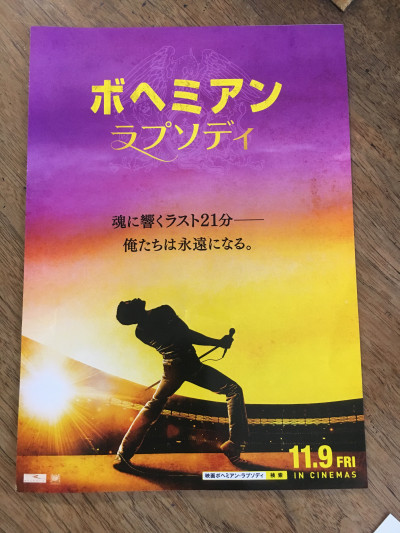 ボヘミアン
ラプソディ
魂に響くラスト21分——
俺たちは永遠になる。
映画ボヘミアン・ラプソディ 検索
11.9 FRI
IN CINEMAS